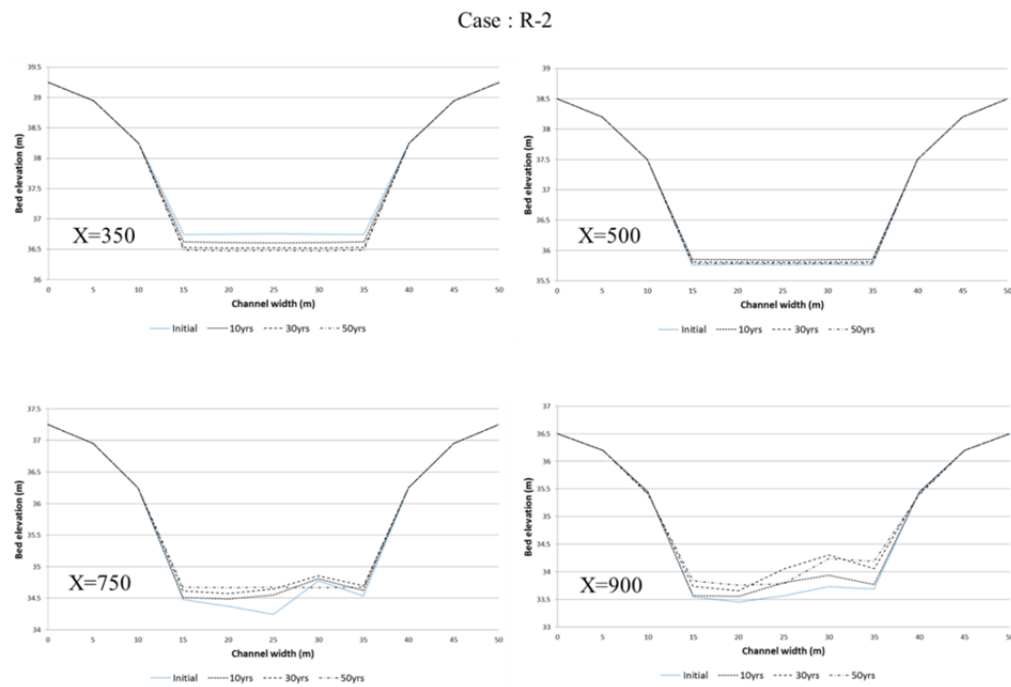 Case : R-2
39.5
39
38.5
38
37.5
37
36.5
36
Bed elevation (m)
X=350
0 5 10 15 20 25 30 35 40 45 50
Channel width (m)
Initial 10yrs 30yrs 50yrs
39
38.5
38
37.5
37
36.5
36
35.5
Bed elevation (m)
X=500
0 5 10 15 20 25 30 35 40 45 50
Channel width (m)
Initial 10yrs 30yrs 50yrs
37.5
37
36.5
36
35.5
35
34.5
34
Bed elevation (m)
X=750
0 5 10 15 20 25 30 35 40 45 50
Channel width (m)
Initial 10yrs 30yrs 50yrs
37
36.5
36
35.5
35
34.5
34
33.5
33
Bed elevation (m)
X=900
0 5 10 15 20 25 30 35 40 45 50
Channel width (m)
Initial 10yrs 30yrs 50yrs